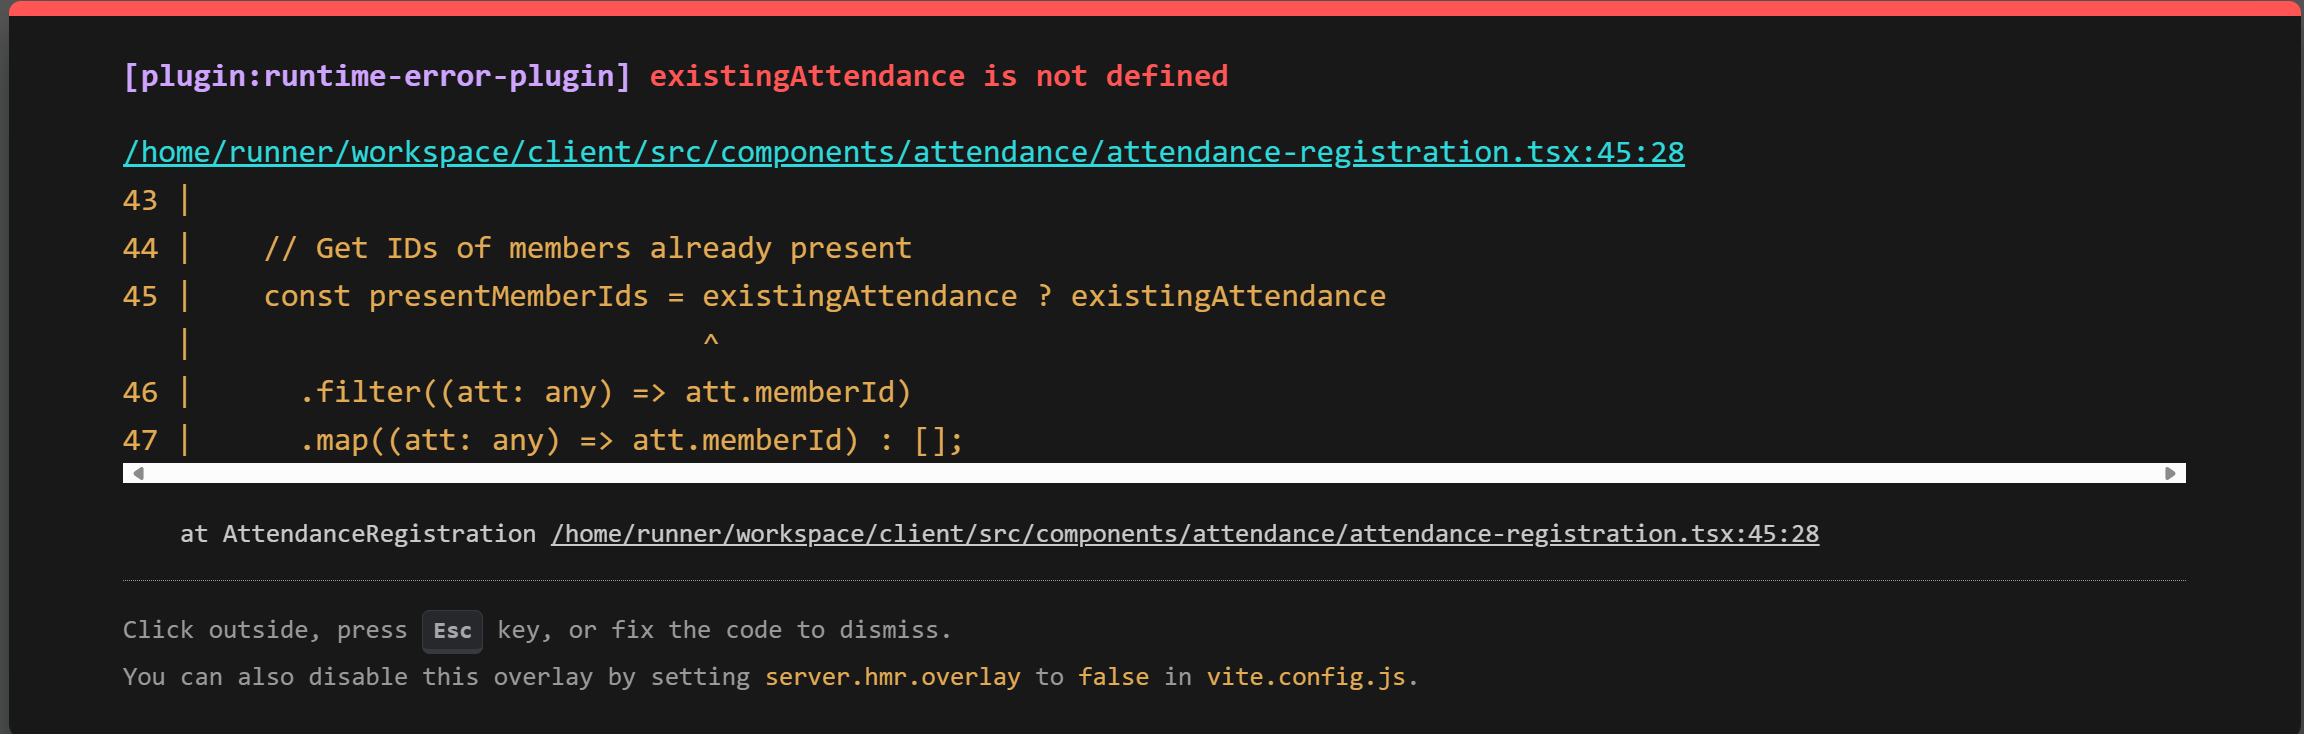 [plugin:runtime-error-plugin] existingAttendance is not defined
/home/runner/workspace/client/src/components/attendance/attendance-registration.tsx:45:28
43 |
44 |    // Get IDs of members already present
45 |    const presentMemberIds = existingAttendance ? existingAttendance
   |                             ^
46 |      .filter((att: any) => att.memberId)
47 |      .map((att: any) => att.memberId) : [];
at AttendanceRegistration /home/runner/workspace/client/src/components/attendance/attendance-registration.tsx:45:28
Click outside, press Esc key, or fix the code to dismiss.
You can also disable this overlay by setting server.hmr.overlay to false in vite.config.js.